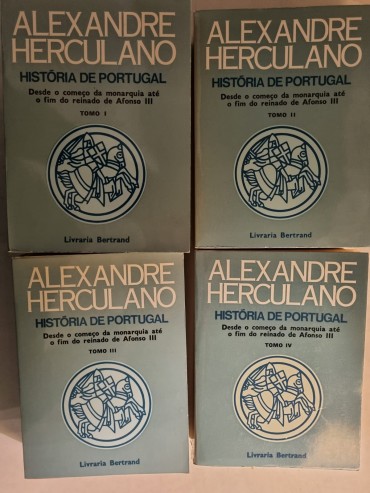 ALEXANDRE
HERCULANO
HISTÓRIA DE PORTUGAL
Desde o começo da monarquia até
o fim do reinado de Afonso III
TOMO I
Livraria Bertrand
ALEXANDRE
HERCULANO
HISTÓRIA DE PORTUGAL
Desde o começo da monarquia até
o fim do reinado de Afonso III
TOMO II
Livraria Bertrand
ALEXANDRE
HERCULANO
HISTÓRIA DE PORTUGAL
Desde o começo da monarquia até
o fim do reinado de Afonso III
TOMO III
Livraria Bertrand
ALEXANDRE
HERCULANO
HISTÓRIA DE PORTUGAL
Desde o começo da monarquia até
o fim do reinado de Afonso III
TOMO IV
Livraria Bertrand